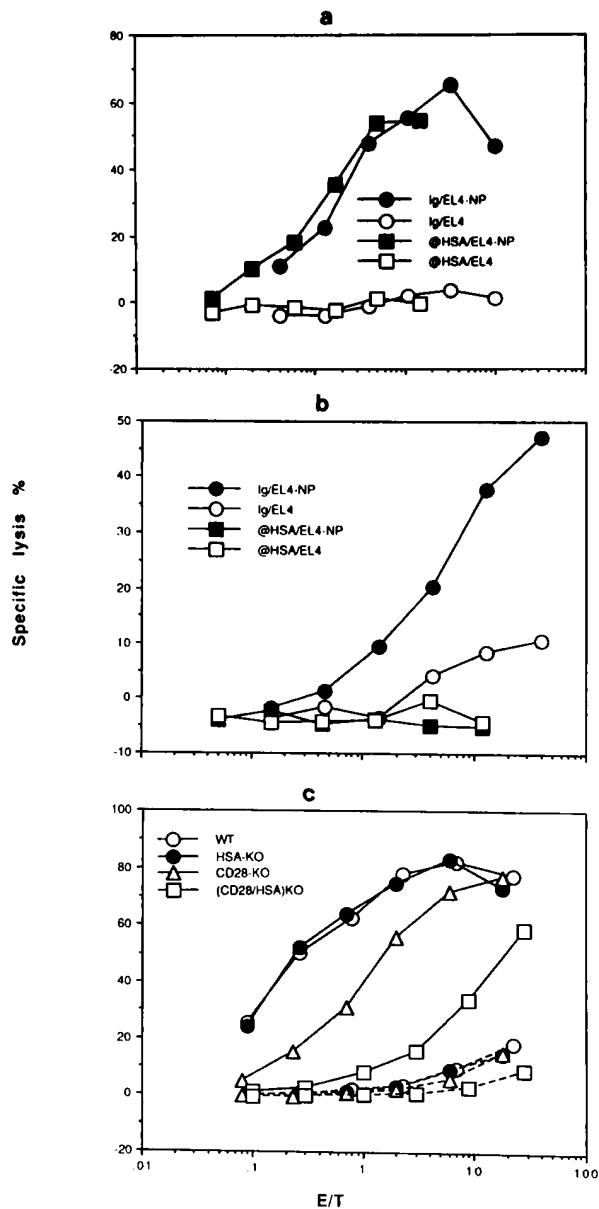 a
80
60
40
20
0
-20
Ig/EL4-NP
Ig/EL4
@HSA/EL4-NP
@HSA/EL4
b
50
40
30
20
10
0
-10
Ig/EL4-NP
Ig/EL4
@HSA/EL4-NP
@HSA/EL4
Specific lysis %
c
100
80
60
40
20
0
-20
WT
HSA-KO
CD28-KO
(CD28/HSA)KO
.01
.1
1
10
100
E/T